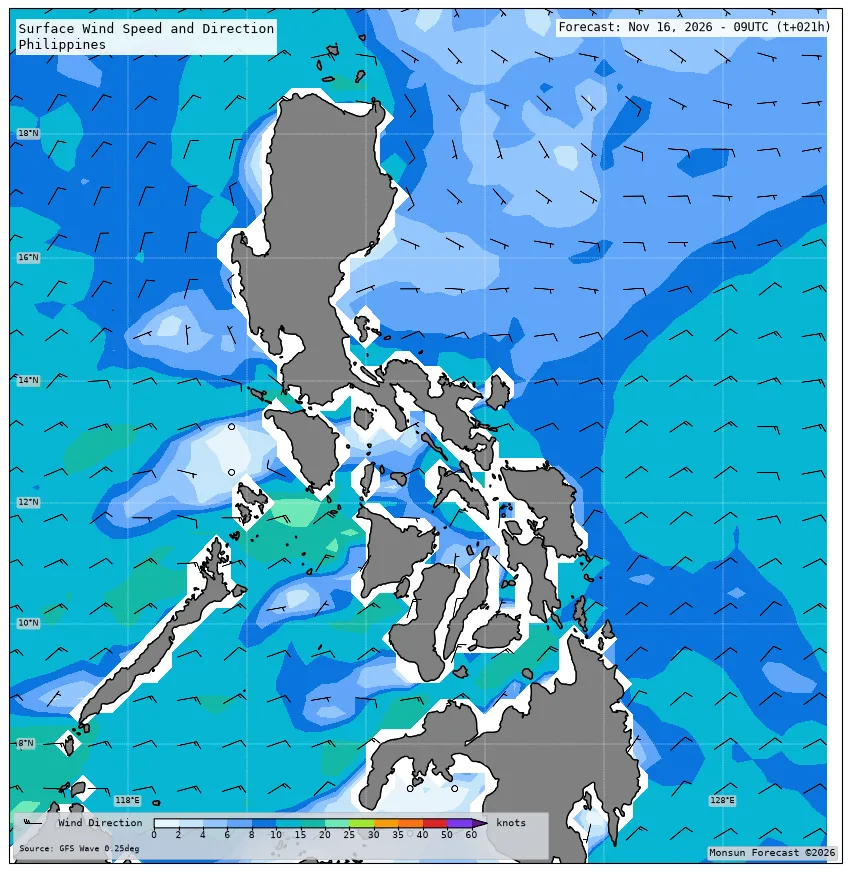 Surface Wind Speed and Direction
Philippines
Forecast: Nov 16, 2026 - 09UTC (t+021h)
18°N
16°N
14°N
12°N
10°N
8°N
118°E
128°E
Wind Direction
knots
0 2 4 6 8 10 15 20 25 30 35 40 50 60
Source: GFS Wave 0.25deg
Monsun Forecast ©2026